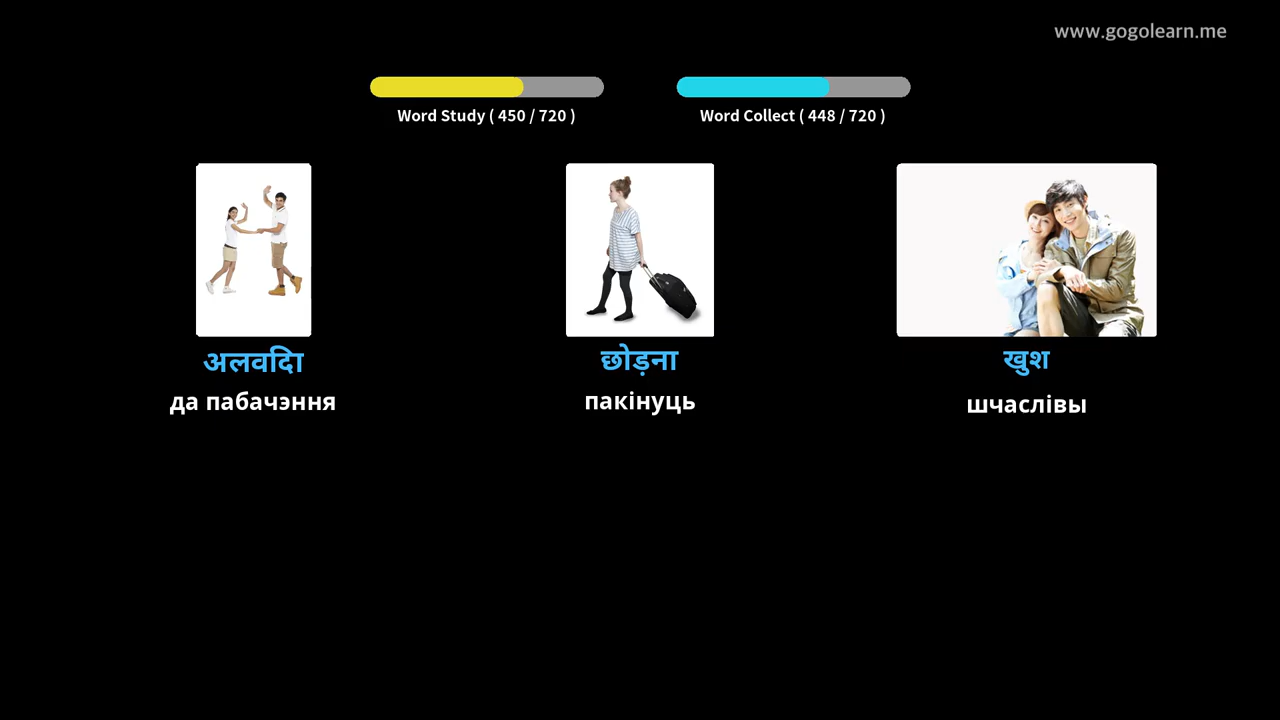 www.gogolearn.me
Word Study ( 450 / 720 )
Word Collect ( 448 / 720 )
अलविदा
да пабачэння
छोड़ना
пакінуць
खुश
шчаслівы